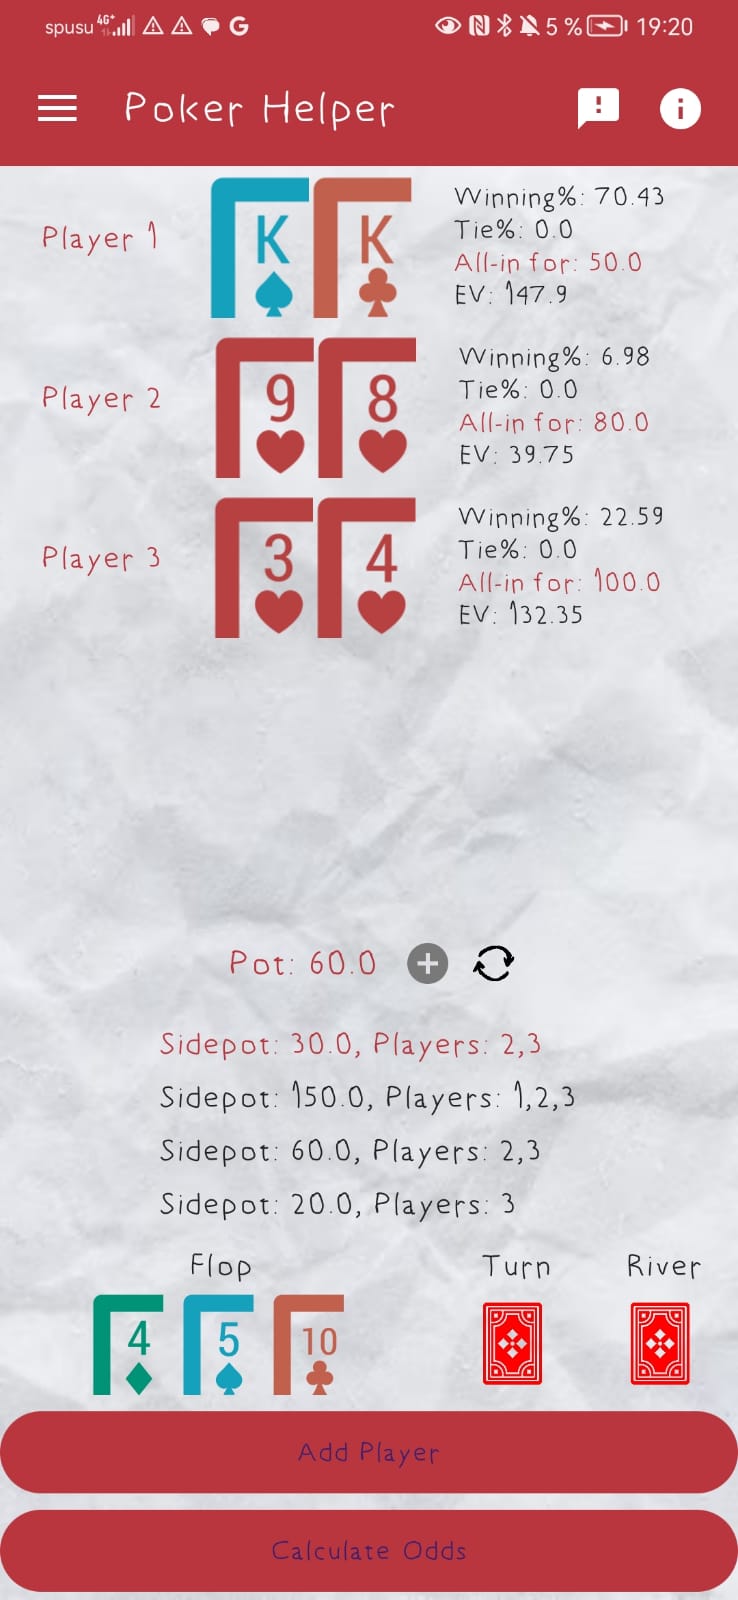 spusu 4G+ 5 % 19:20
Poker Helper
Player 1
K K
Winning%: 70.43
Tie%: 0.0
All-in for: 50.0
EV: 147.9
Player 2
9 8
Winning%: 6.98
Tie%: 0.0
All-in for: 80.0
EV: 39.75
Player 3
3 4
Winning%: 22.59
Tie%: 0.0
All-in for: 100.0
EV: 132.35
Pot: 60.0
Sidepot: 30.0, Players: 2,3
Sidepot: 150.0, Players: 1,2,3
Sidepot: 60.0, Players: 2,3
Sidepot: 20.0, Players: 3
Flop Turn River
4 5 10
Add Player
Calculate Odds